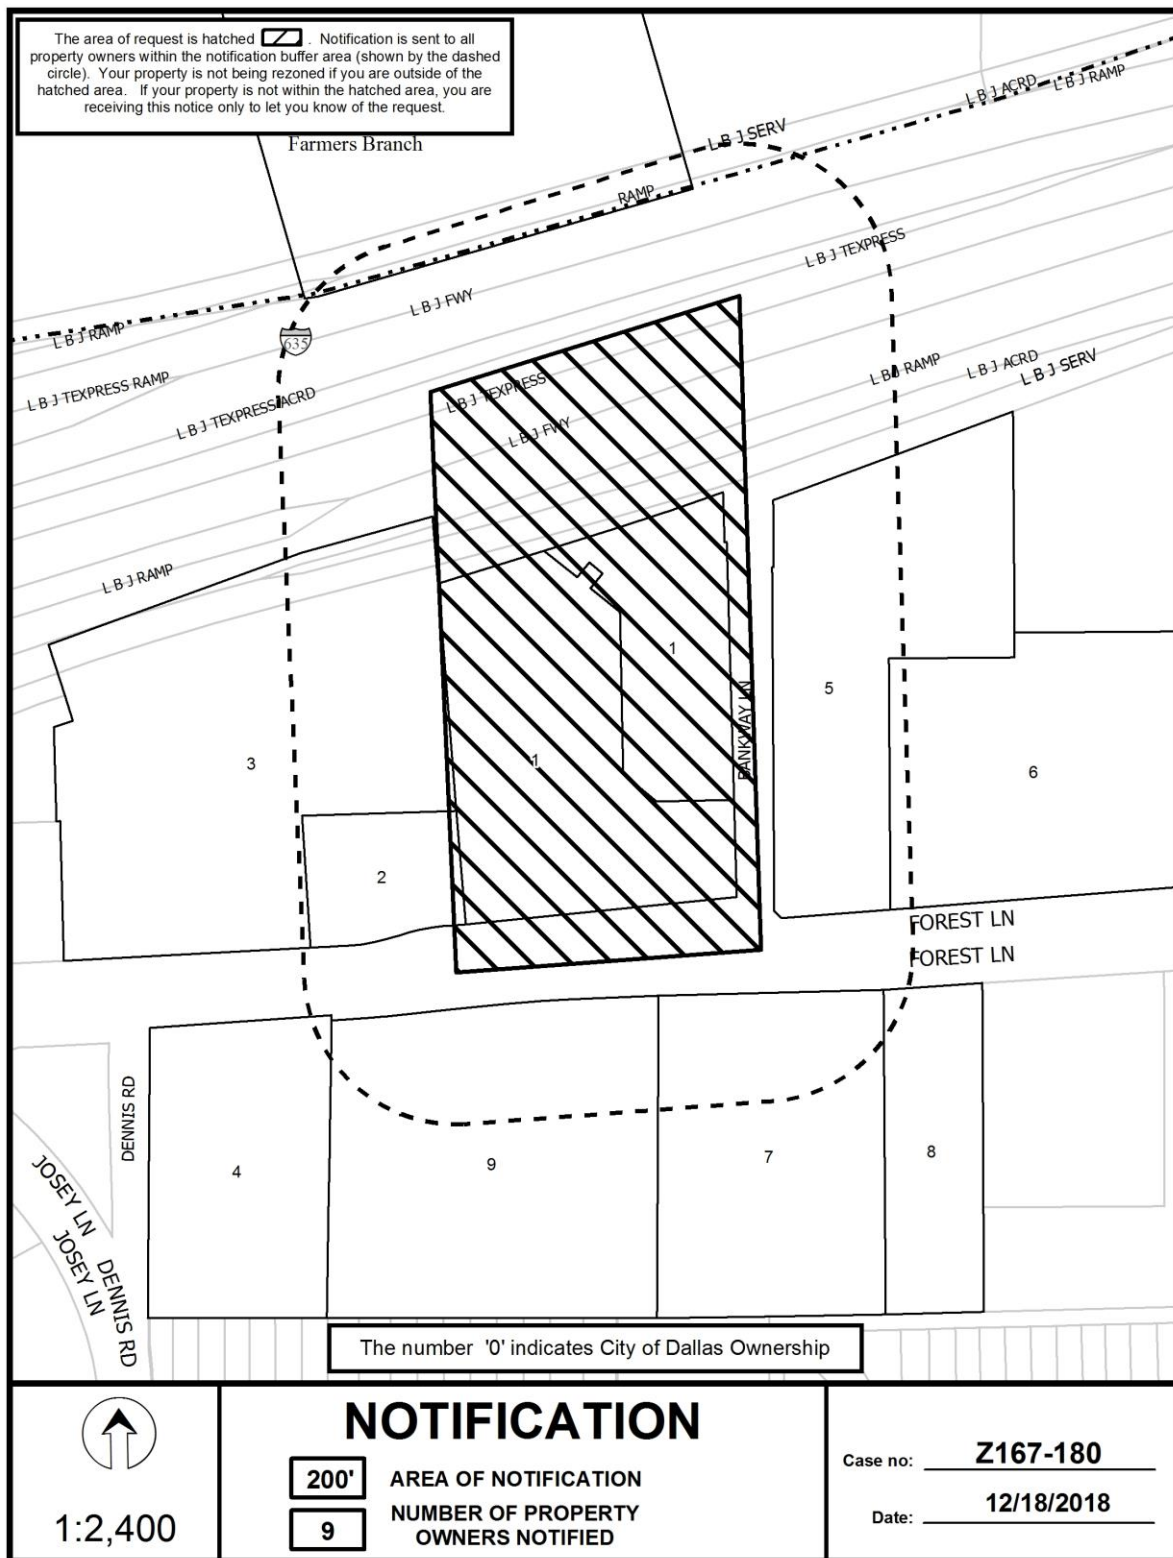 The area of request is hatched . Notification is sent to all
property owners within the notification buffer area (shown by the dashed
circle). Your property is not being rezoned if you are outside of the
hatched area. If your property is not within the hatched area, you are
receiving this notice only to let you know of the request.
Farmers Branch
L B J SERV
L B J ACRD
L B J RAMP
RAMP
L B J TEXPRESS
L B J FWY
L B J RAMP
635
L B J TEXPRESS RAMP
L B J TEXPRESS ACRD
L B J TEXPRESS
L B J FWY
L B J RAMP
L B J ACRD
L B J SERV
L B J RAMP
1
5
BANKWAY LN
3
1
6
2
FOREST LN
FOREST LN
DENNIS RD
4
9
7
8
JOSEY LN
JOSEY LN
DENNIS RD
The number '0' indicates City of Dallas Ownership
1:2,400
NOTIFICATION
200' AREA OF NOTIFICATION
9 NUMBER OF PROPERTY
OWNERS NOTIFIED
Case no: Z167-180
Date: 12/18/2018